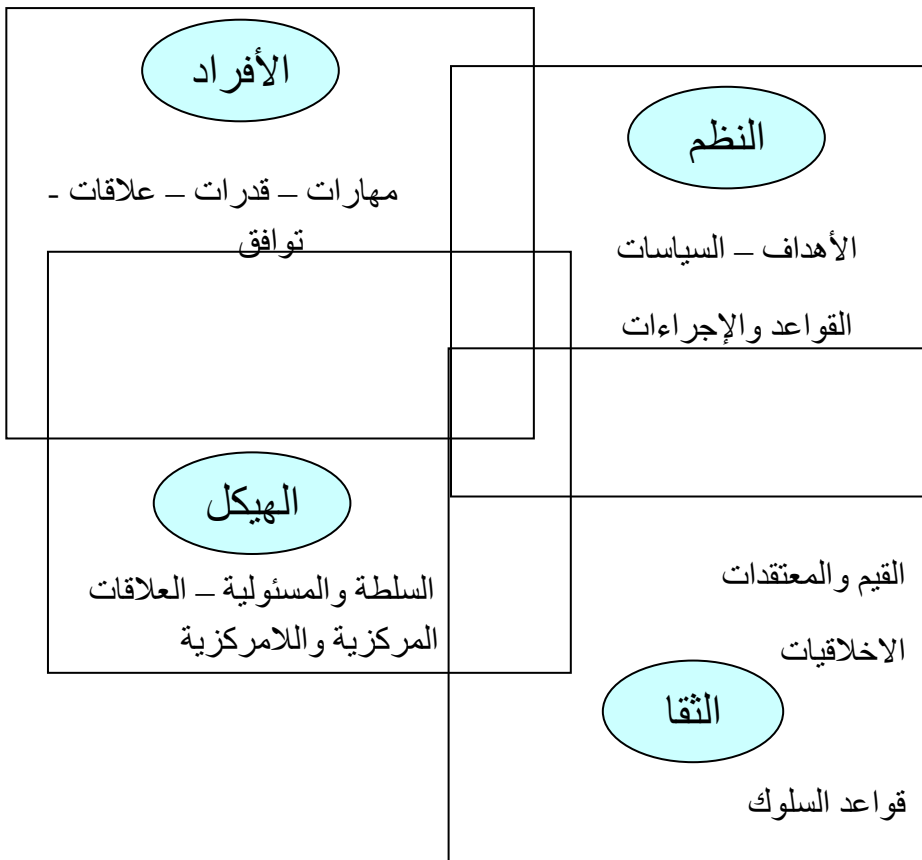 الأفراد
مهارات – قدرات – علاقات -
توافق
النظم
الأهداف – السياسات
القواعد والإجراءات
الهيكل
السلطة والمسئولية – العلاقات
المركزية واللامركزية
القيم والمعتقدات
الاخلاقيات
الثقا
قواعد السلوك